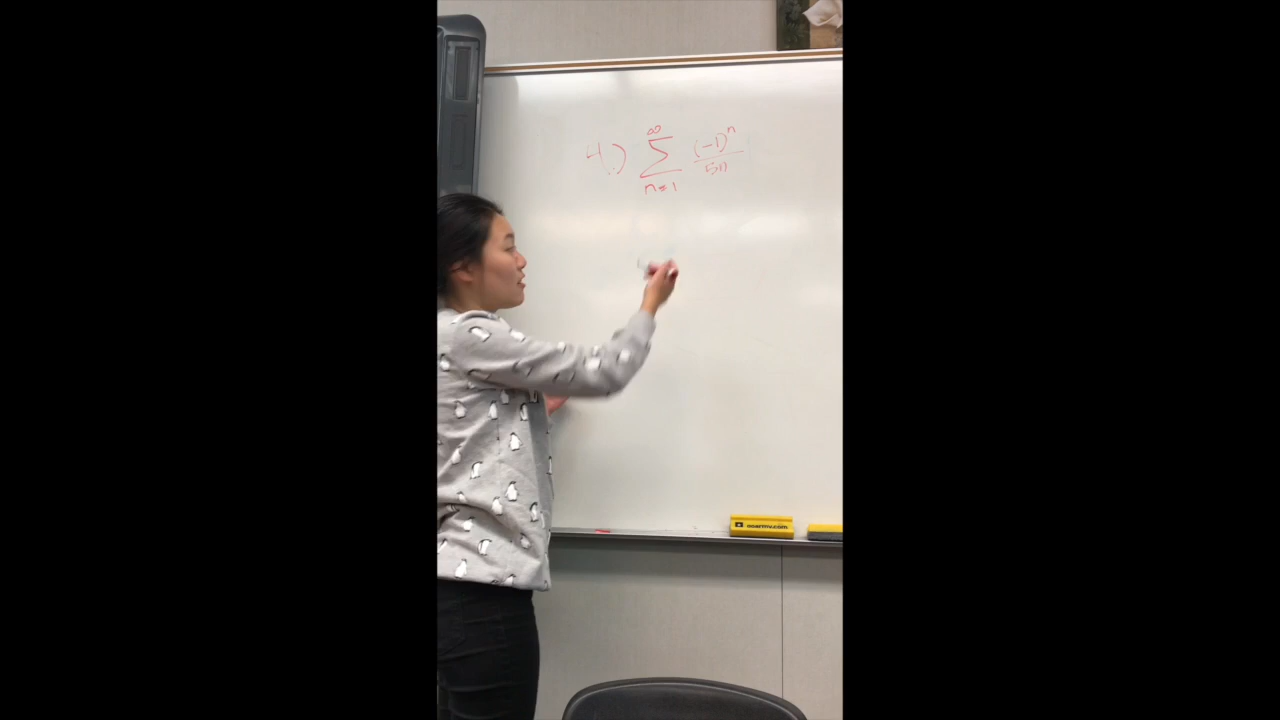 4.) ∞ ∑ n=1 (-1)^n / 5n